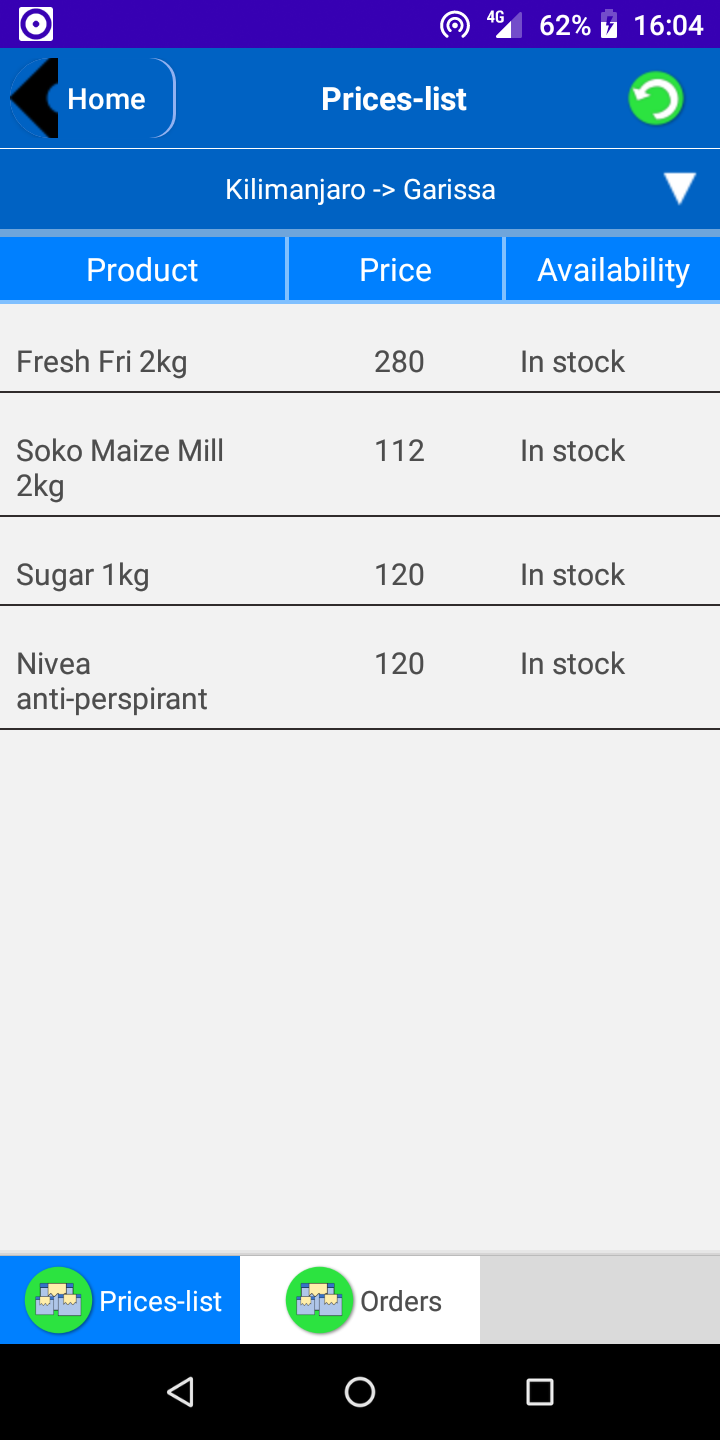 4G 62% 16:04
Home Prices-list
Kilimanjaro -> Garissa
Product Price Availability
Fresh Fri 2kg 280 In stock
Soko Maize Mill 112 In stock
2kg
Sugar 1kg 120 In stock
Nivea 120 In stock
anti-perspirant
Prices-list Orders